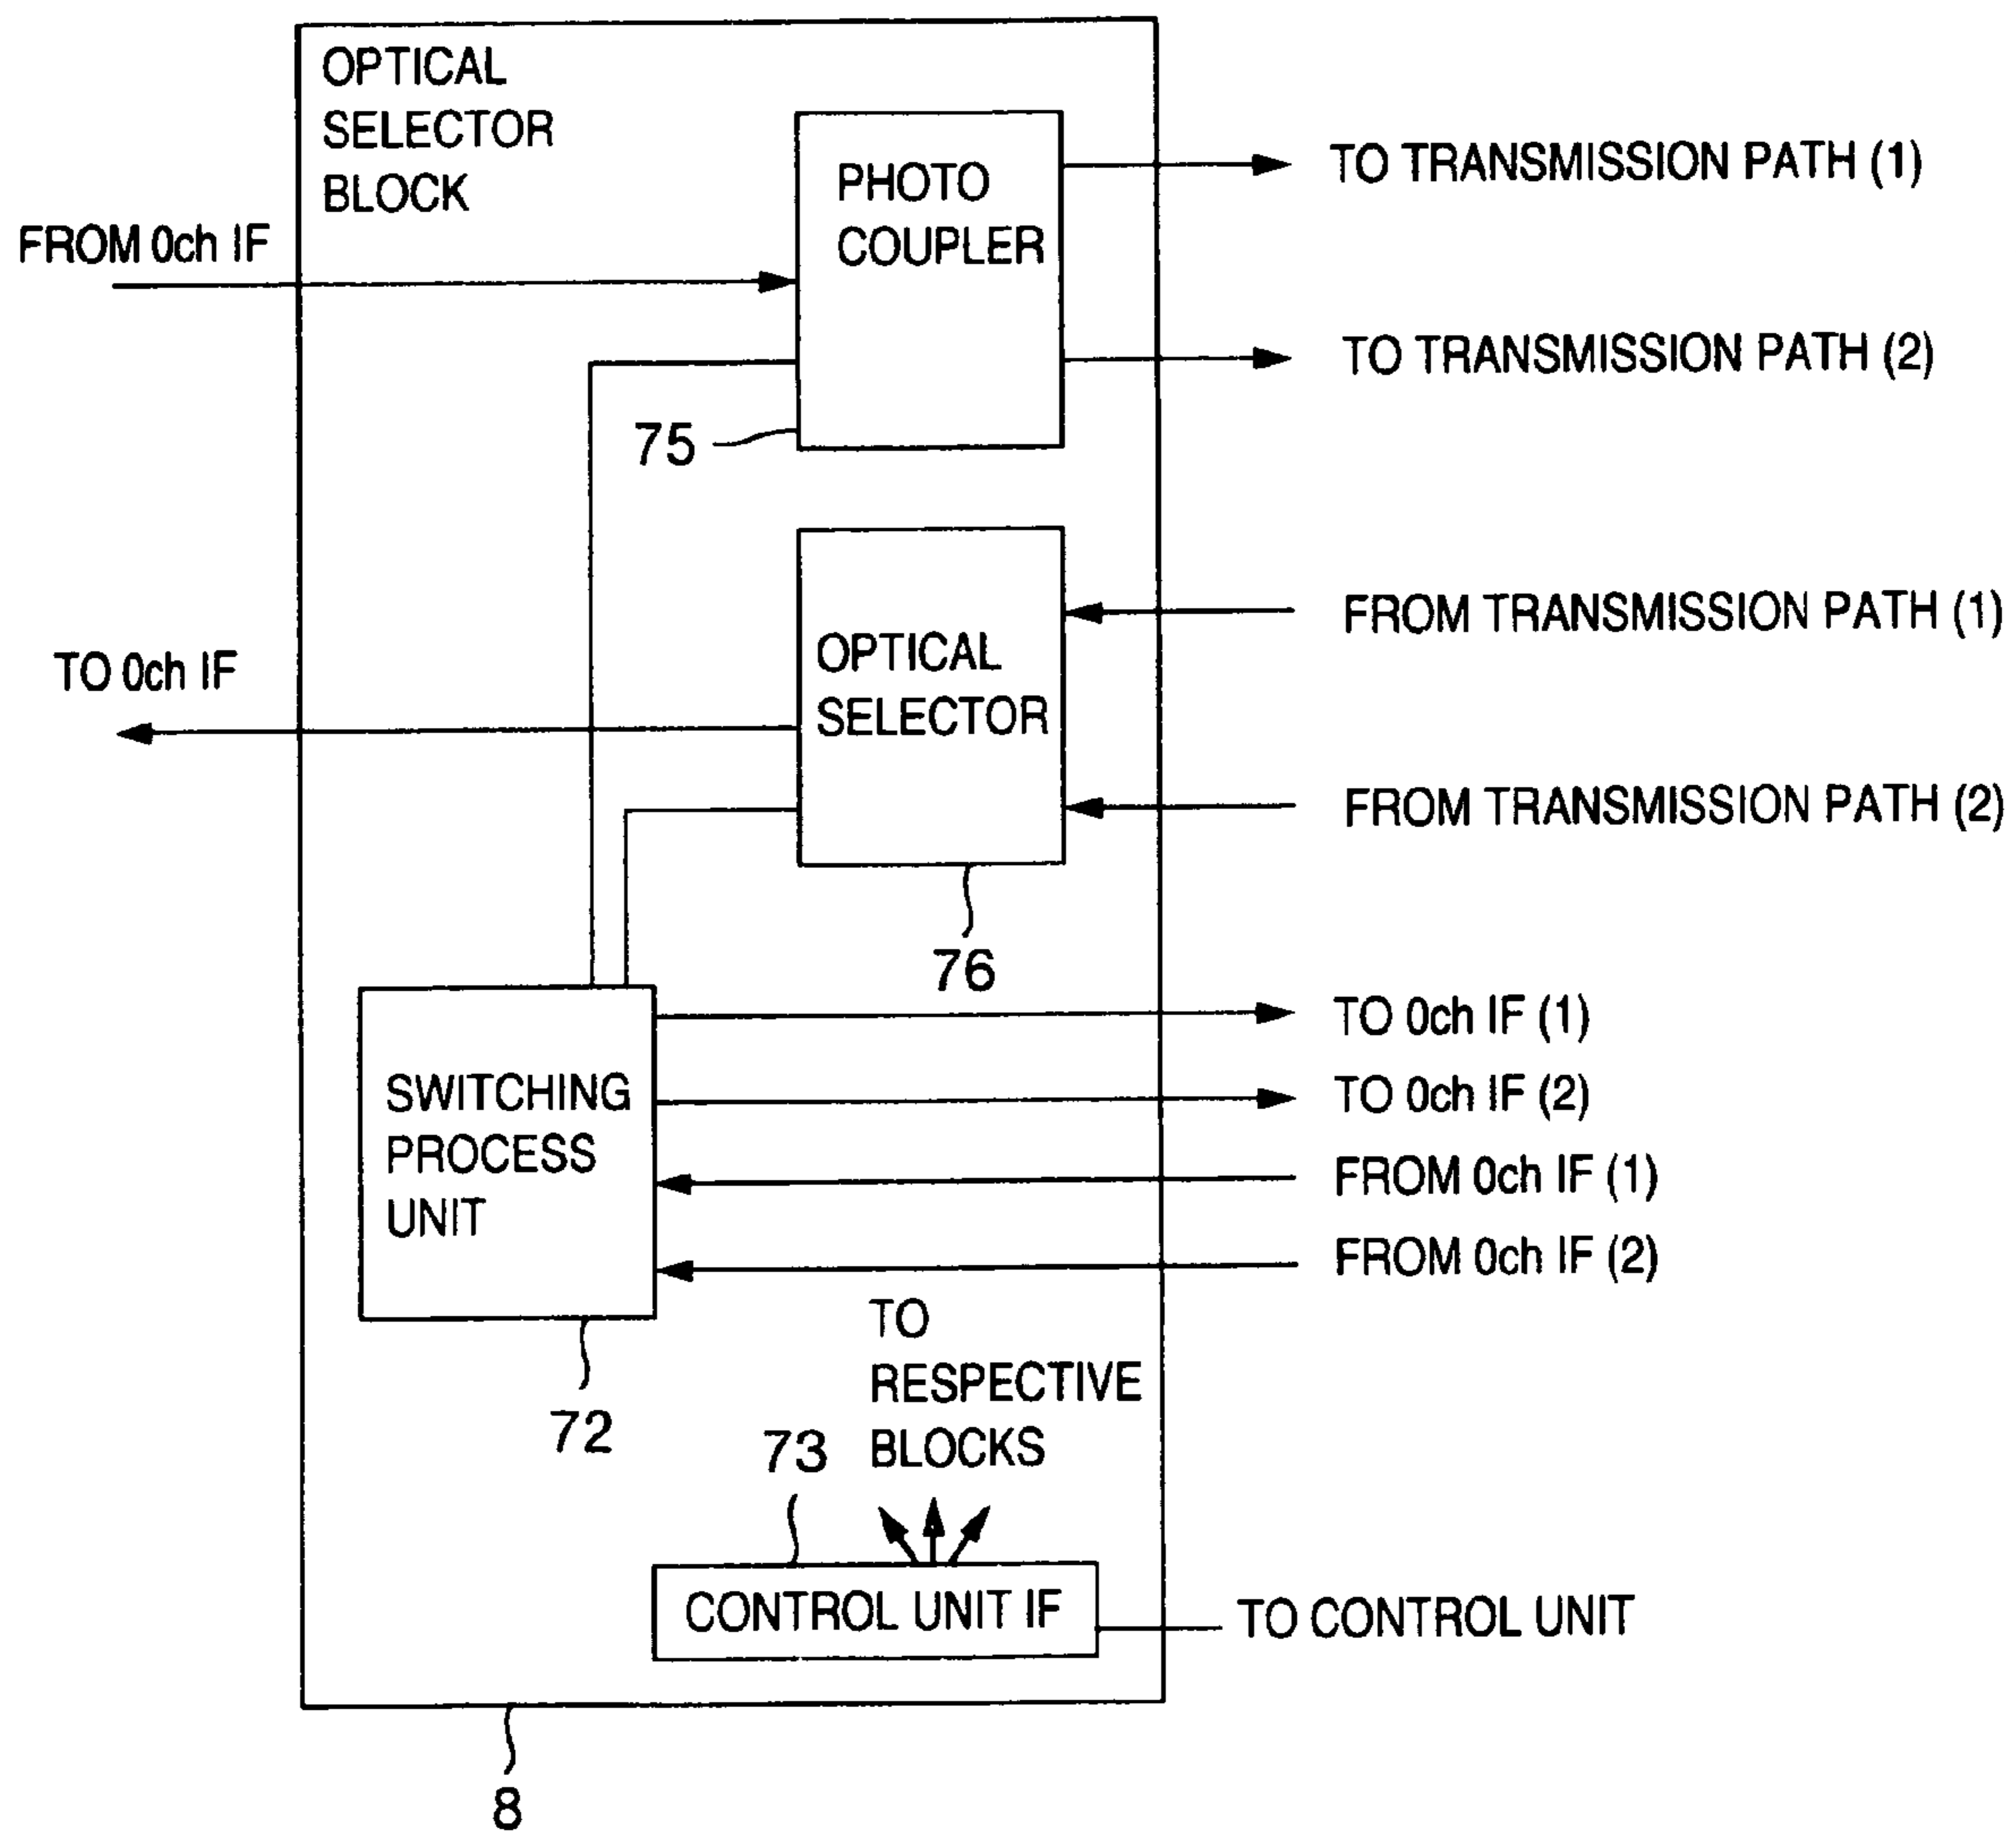 OPTICAL
SELECTOR
BLOCK
FROM 0ch IF
PHOTO
COUPLER
TO TRANSMISSION PATH (1)
TO TRANSMISSION PATH (2)
75
TO 0ch IF
OPTICAL
SELECTOR
FROM TRANSMISSION PATH (1)
FROM TRANSMISSION PATH (2)
76
SWITCHING
PROCESS
UNIT
TO 0ch IF (1)
TO 0ch IF (2)
FROM 0ch IF (1)
FROM 0ch IF (2)
72
TO
RESPECTIVE
BLOCKS
73
CONTROL UNIT IF
TO CONTROL UNIT
8